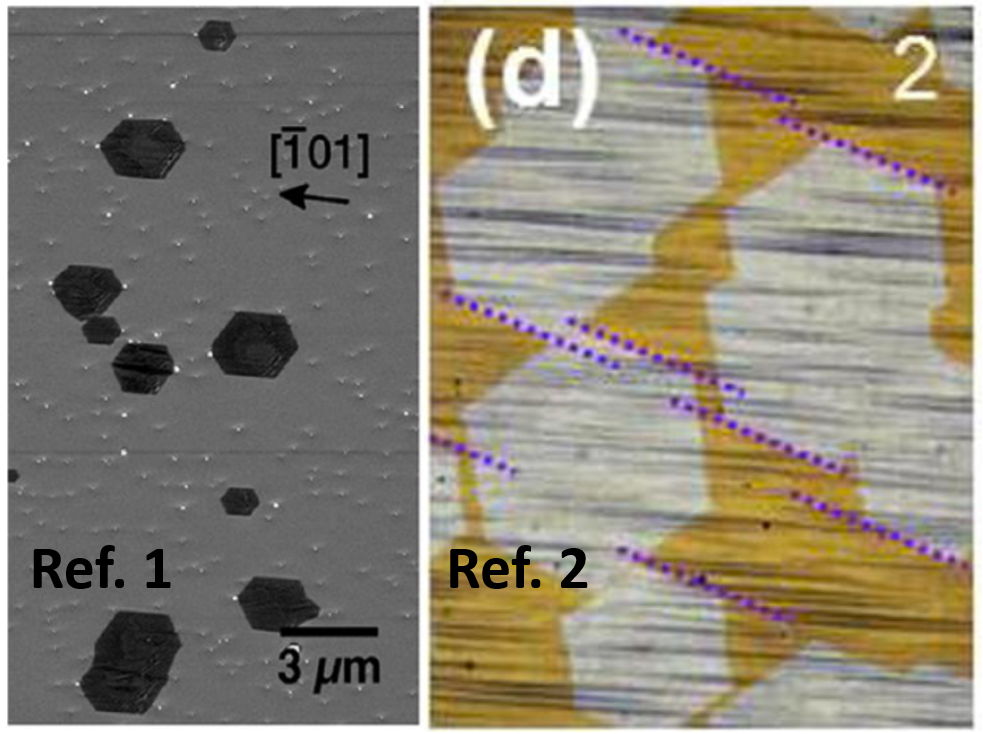 [1̄01]
Ref. 1
3 μm
(d)
2
Ref. 2